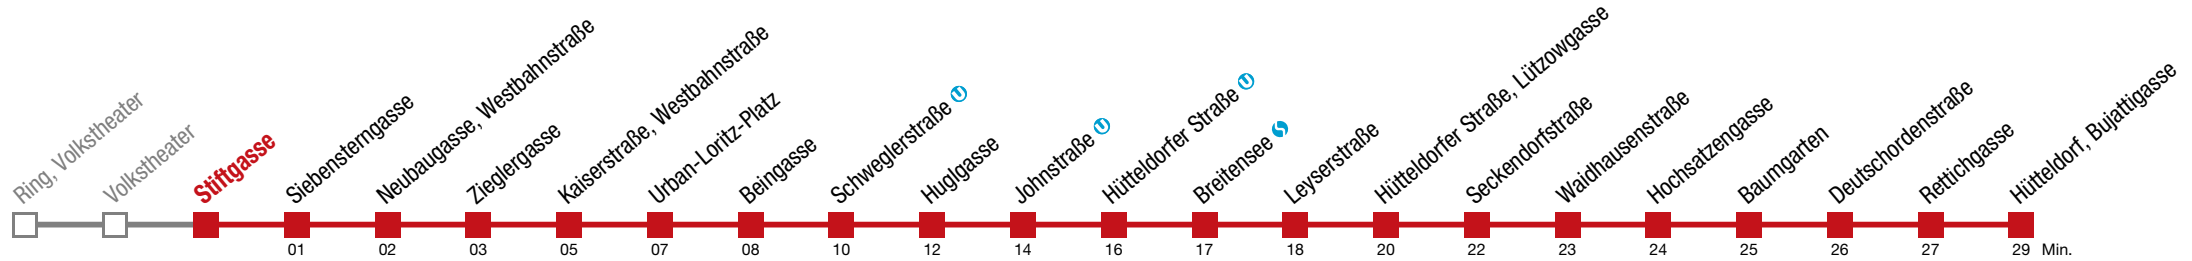 Ring, Volkstheater
Volkstheater
Stiftgasse
Siebensterngasse
Neubaugasse, Westbahnstraße
Zieglergasse
Kaiserstraße, Westbahnstraße
Urban-Loritz-Platz
Beingasse
Schweglerstraße U
Huglgasse
Johnstraße U
Hütteldorfer Straße U
Breitensee S
Leyserstraße
Hütteldorfer Straße, Lützowgasse
Seckendorfstraße
Waidhausenstraße
Hochsatzengasse
Baumgarten
Deutschordenstraße
Rettichgasse
Hütteldorf, Bujattigasse
01 02 03 05 07 08 10 12 14 16 17 18 20 22 23 24 25 26 27 29 Min.